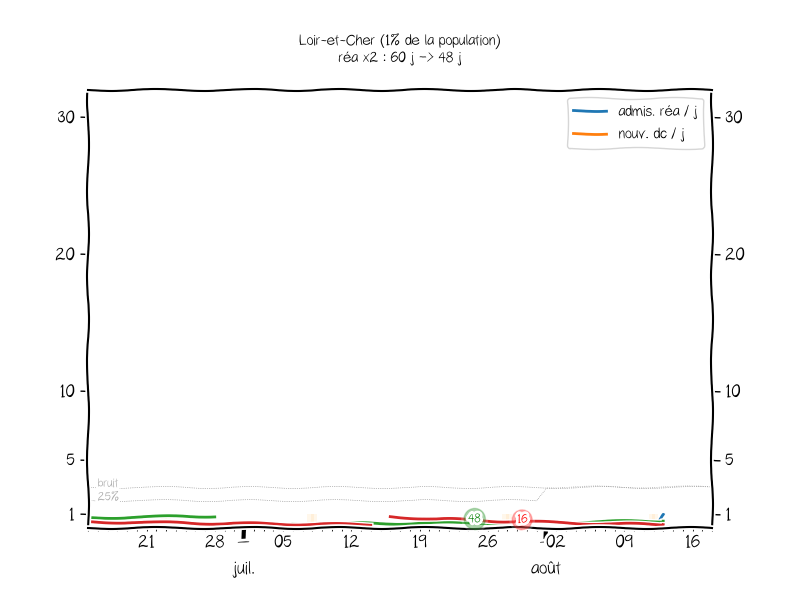 Loir-et-Cher (1% de la population)
réa x2 : 60 j -> 48 j
admis. réa / j
nouv. dc / j
30 30
20 20
10 10
5 5
bruit
25%
1 48 16 1
21 28 05 12 19 26 02 09 16
juil. août